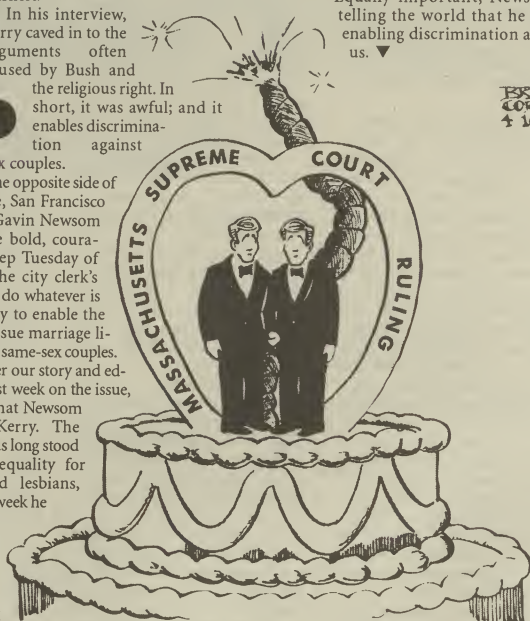 In his interview,
rry caved in to the
guments often
used by Bush and
the religious right. In
short, it was awful; and it
enables discrimina-
tion against
x couples.
ne opposite side of
e, San Francisco
Gavin Newsom
e bold, coura-
ep Tuesday of
he city clerk's
do whatever is
y to enable the
sue marriage li-
same-sex couples.
er our story and ed-
st week on the issue,
hat Newsom
Kerry. The
as long stood
equality for
d lesbians,
week he
telling the world that he
enabling discrimination a
us. ▼
MASSACHUSETTS SUPREME COURT RULING